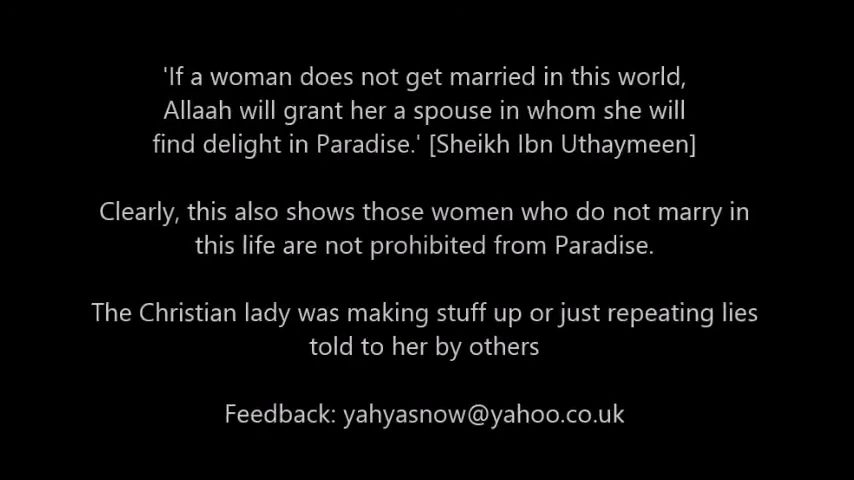 'If a woman does not get married in this world,
Allaah will grant her a spouse in whom she will
find delight in Paradise.' [Sheikh Ibn Uthaymeen]
Clearly, this also shows those women who do not marry in
this life are not prohibited from Paradise.
The Christian lady was making stuff up or just repeating lies
told to her by others
Feedback: yahyasnow@yahoo.co.uk